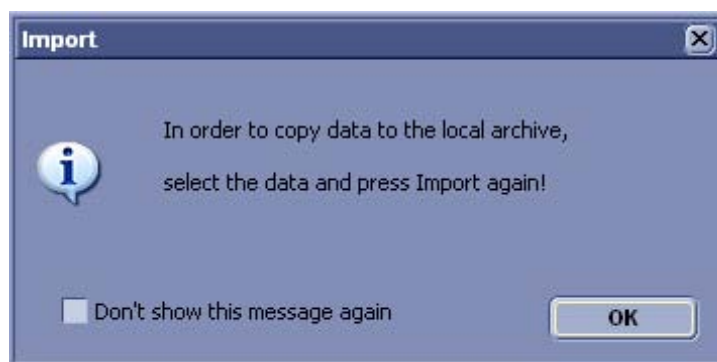 Import
In order to copy data to the local archive,
select the data and press Import again!
Don't show this message again
OK